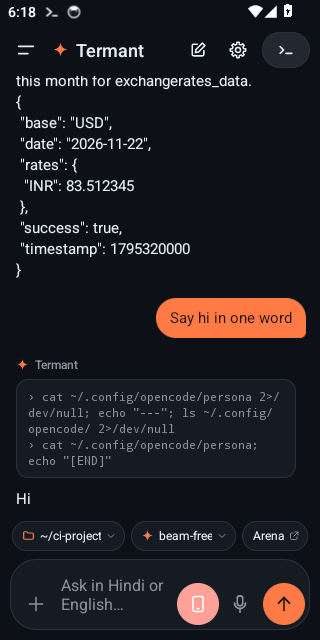 6:18
Termant
this month for exchangerates_data.
{
"base": "USD",
"date": "2026-11-22",
"rates": {
"INR": 83.512345
},
"success": true,
"timestamp": 1795320000
}
Say hi in one word
Termant
› cat ~/.config/opencode/persona 2>/
dev/null; echo "---"; ls ~/.config/
opencode/ 2>/dev/null
› cat ~/.config/opencode/persona;
echo "[END]"
Hi
~/ci-project
beam-free
Arena
Ask in Hindi or
English…